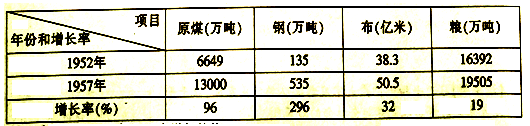 项目 原煤(万吨) 钢(万吨) 布(亿米) 粮(万吨)
年份和增长率
1952年 6649 135 38.3 16392
1957年 13000 535 50.5 19505
增长率(%) 96 296 32 19